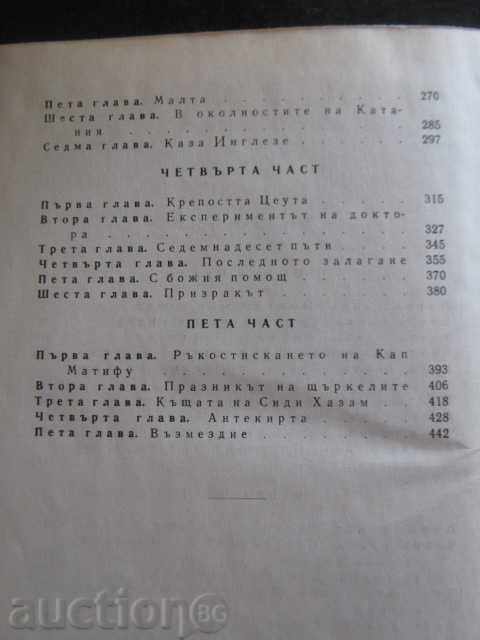 Пета глава. Малта . . . . . . . . . . 270
Шеста глава. В околностите на Ката-
ния . . . . . . . . . . . . 285
Седма глава. Каза Инглезе . . . . . . 297
ЧЕТВЪРТА ЧАСТ
Първа глава. Крепостта Цеута . . . . . 315
Втора глава. Експериментът на докто-
ра . . . . . . . . . . . . 327
Трета глава. Седемнадесет пъти . . . . 345
Четвърта глава. Последното залагане 355
Пета глава. С божия помощ . . . . . . 370
Шеста глава. Призракът . . . . . . . 380
ПЕТА ЧАСТ
Първа глава. Ръкостискането на Кап
Матифу . . . . . . . . . . 393
Втора глава. Празникът на щъркелите 406
Трета глава. Къщата на Сиди Хазам . . 418
Четвърта глава. Антекирта . . . . . 428
Пета глава. Възмездие . . . . . . . . 442
auction BG